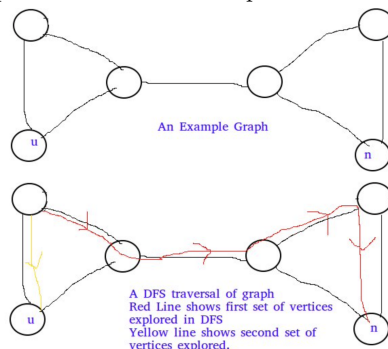 u
n
An Example Graph
A DFS traversal of graph
Red Line shows first set of vertices
explored in DFS
Yellow line shows second set of
vertices explored.
u
n